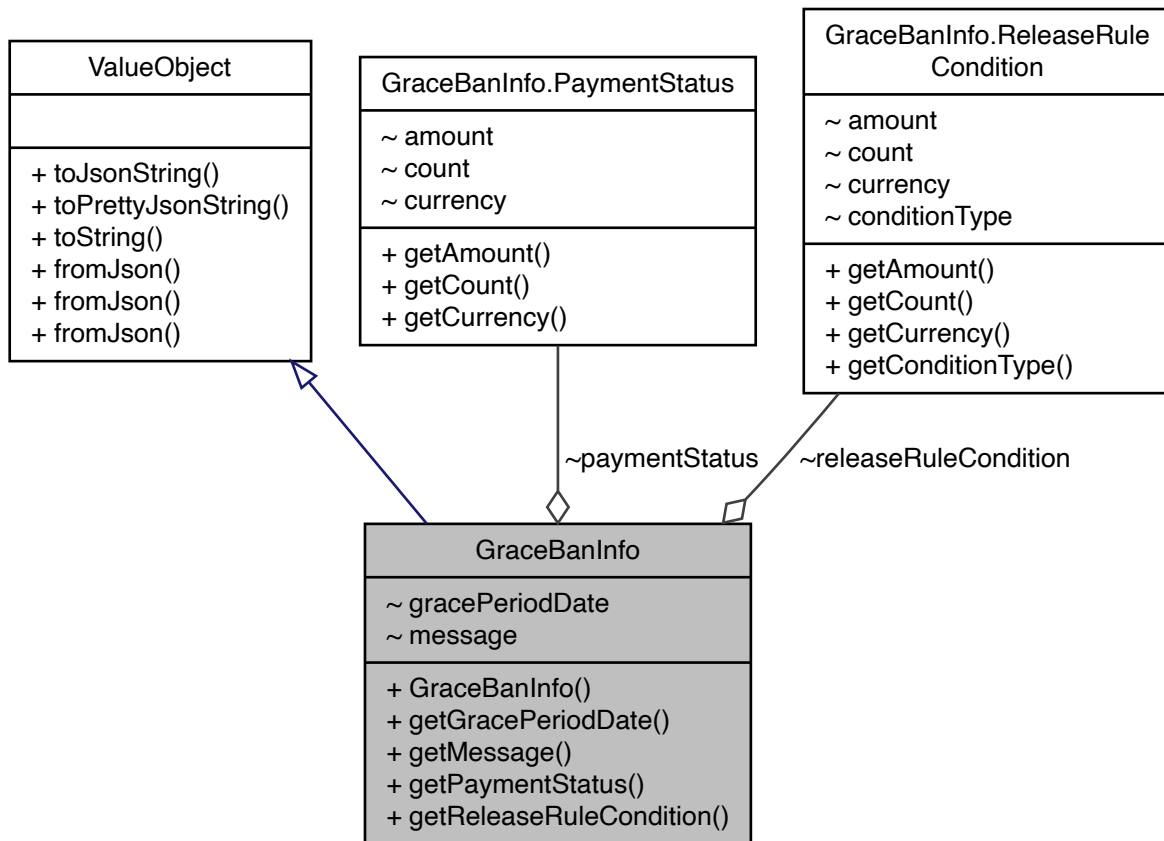 ValueObject
+ toJsonString()
+ toPrettyJsonString()
+ toString()
+ fromJson()
+ fromJson()
+ fromJson()
GraceBanInfo.PaymentStatus
~ amount
~ count
~ currency
+ getAmount()
+ getCount()
+ getCurrency()
GraceBanInfo.ReleaseRule
Condition
~ amount
~ count
~ currency
~ conditionType
+ getAmount()
+ getCount()
+ getCurrency()
+ getConditionType()
~paymentStatus
~releaseRuleCondition
GraceBanInfo
~ gracePeriodDate
~ message
+ GraceBanInfo()
+ getGracePeriodDate()
+ getMessage()
+ getPaymentStatus()
+ getReleaseRuleCondition()